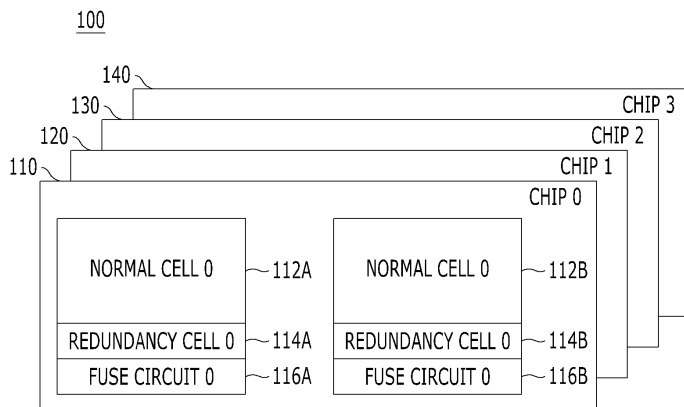 100
140
CHIP 3
130
CHIP 2
120
CHIP 1
110
CHIP 0
NORMAL CELL 0
112A
NORMAL CELL 0
112B
REDUNDANCY CELL 0
114A
REDUNDANCY CELL 0
114B
FUSE CIRCUIT 0
116A
FUSE CIRCUIT 0
116B